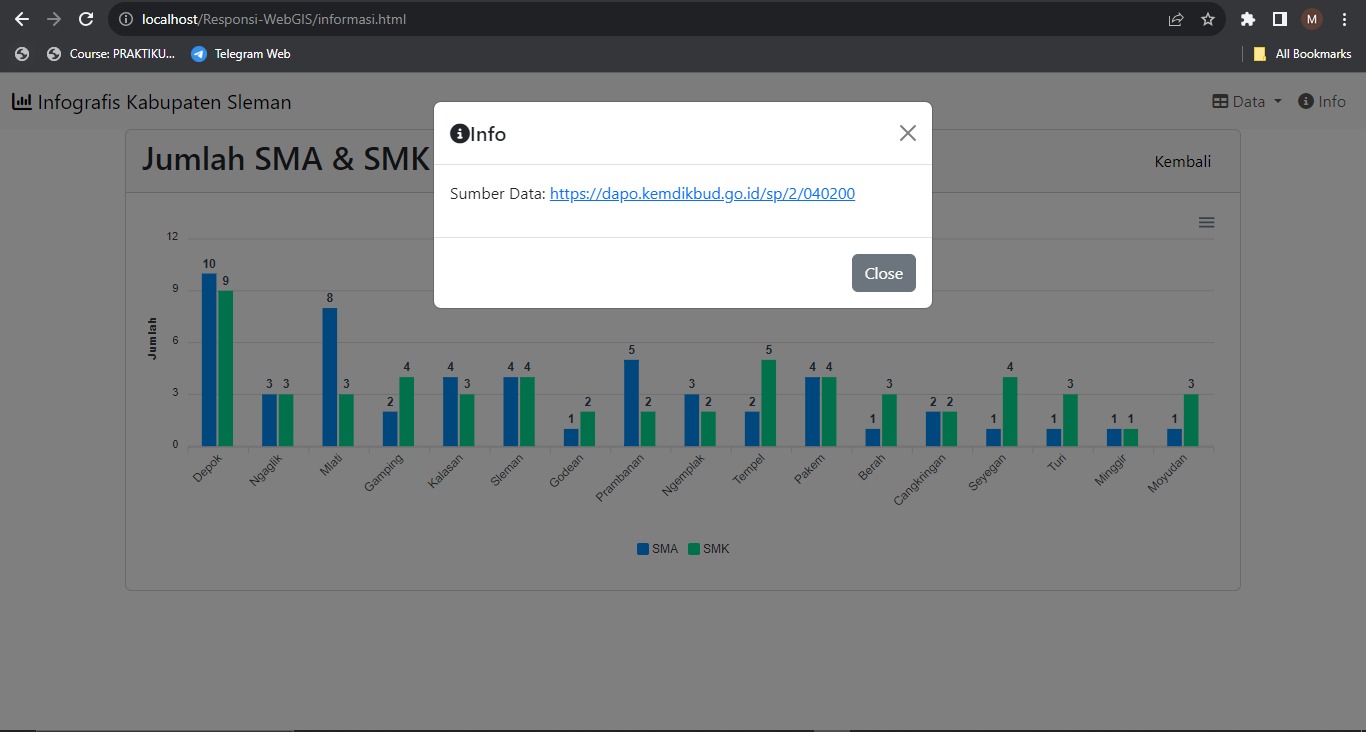 localhost/Responsi-WebGIS/informasi.html
M
Course: PRAKTIKU... Telegram Web All Bookmarks
Infografis Kabupaten Sleman Data Info
Info
Jumlah SMA & SMK Kembali
Sumber Data: https://dapo.kemdikbud.go.id/sp/2/040200
Close
Jumlah
12
9
6
3
0
10 9 3 3 8 3 2 4 4 3 4 4 1 2 5 2 3 2 2 5 4 4 1 3 2 2 1 4 1 3 1 1 1 3
Depok Ngaglik Mlati Gamping Kalasan Sleman Godean Prambanan Ngemplak Tempel Pakem Berah Cangkringan Seyegan Turi Minggir Moyudan
SMA SMK